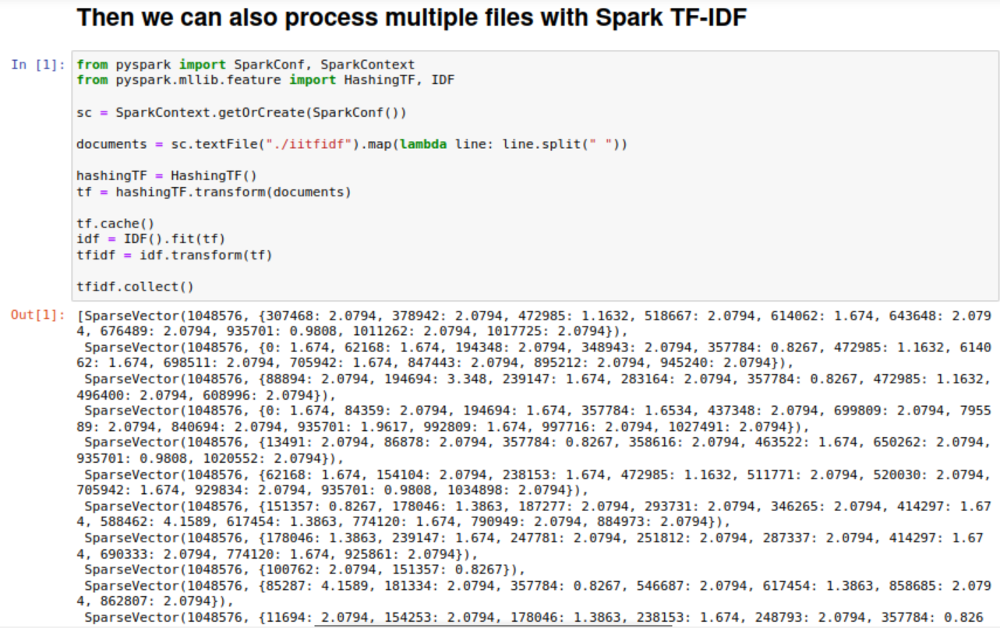 Then we can also process multiple files with Spark TF-IDF
In [1]: from pyspark import SparkConf, SparkContext
from pyspark.mllib.feature import HashingTF, IDF
sc = SparkContext.getOrCreate(SparkConf())
documents = sc.textFile("./iitfidf").map(lambda line: line.split(" "))
hashingTF = HashingTF()
tf = hashingTF.transform(documents)
tf.cache()
idf = IDF().fit(tf)
tfidf = idf.transform(tf)
tfidf.collect()
Out[1]: [SparseVector(1048576, {307468: 2.0794, 378942: 2.0794, 472985: 1.1632, 518667: 2.0794, 614062: 1.674, 643648: 2.079
4, 676489: 2.0794, 935701: 0.9808, 1011262: 2.0794, 1017725: 2.0794}),
SparseVector(1048576, {0: 1.674, 62168: 1.674, 194348: 2.0794, 348943: 2.0794, 357784: 0.8267, 472985: 1.1632, 6140
62: 1.674, 698511: 2.0794, 705942: 1.674, 847443: 2.0794, 895212: 2.0794, 945240: 2.0794}),
SparseVector(1048576, {88894: 2.0794, 194694: 3.348, 239147: 1.674, 283164: 2.0794, 357784: 0.8267, 472985: 1.1632,
496400: 2.0794, 608996: 2.0794}),
SparseVector(1048576, {0: 1.674, 84359: 2.0794, 194694: 1.674, 357784: 1.6534, 437348: 2.0794, 699809: 2.0794, 7955
89: 2.0794, 840694: 2.0794, 935701: 1.9617, 992809: 1.674, 997716: 2.0794, 1027491: 2.0794}),
SparseVector(1048576, {13491: 2.0794, 86878: 2.0794, 357784: 0.8267, 358616: 2.0794, 463522: 1.674, 650262: 2.0794,
935701: 0.9808, 1020552: 2.0794}),
SparseVector(1048576, {62168: 1.674, 154104: 2.0794, 238153: 1.674, 472985: 1.1632, 511771: 2.0794, 520030: 2.0794,
705942: 1.674, 929834: 2.0794, 935701: 0.9808, 1034898: 2.0794}),
SparseVector(1048576, {151357: 0.8267, 178046: 1.3863, 187277: 2.0794, 293731: 2.0794, 346265: 2.0794, 414297: 1.67
4, 588462: 4.1589, 617454: 1.3863, 774120: 1.674, 790949: 2.0794, 884973: 2.0794}),
SparseVector(1048576, {178046: 1.3863, 239147: 1.674, 247781: 2.0794, 251812: 2.0794, 287337: 2.0794, 414297: 1.67
4, 690333: 2.0794, 774120: 1.674, 925861: 2.0794}),
SparseVector(1048576, {100762: 2.0794, 151357: 0.8267}),
SparseVector(1048576, {85287: 4.1589, 181334: 2.0794, 357784: 0.8267, 546687: 2.0794, 617454: 1.3863, 858685: 2.079
4, 862807: 2.0794}),
SparseVector(1048576, {11694: 2.0794, 154253: 2.0794, 178046: 1.3863, 238153: 1.674, 248793: 2.0794, 357784: 0.826